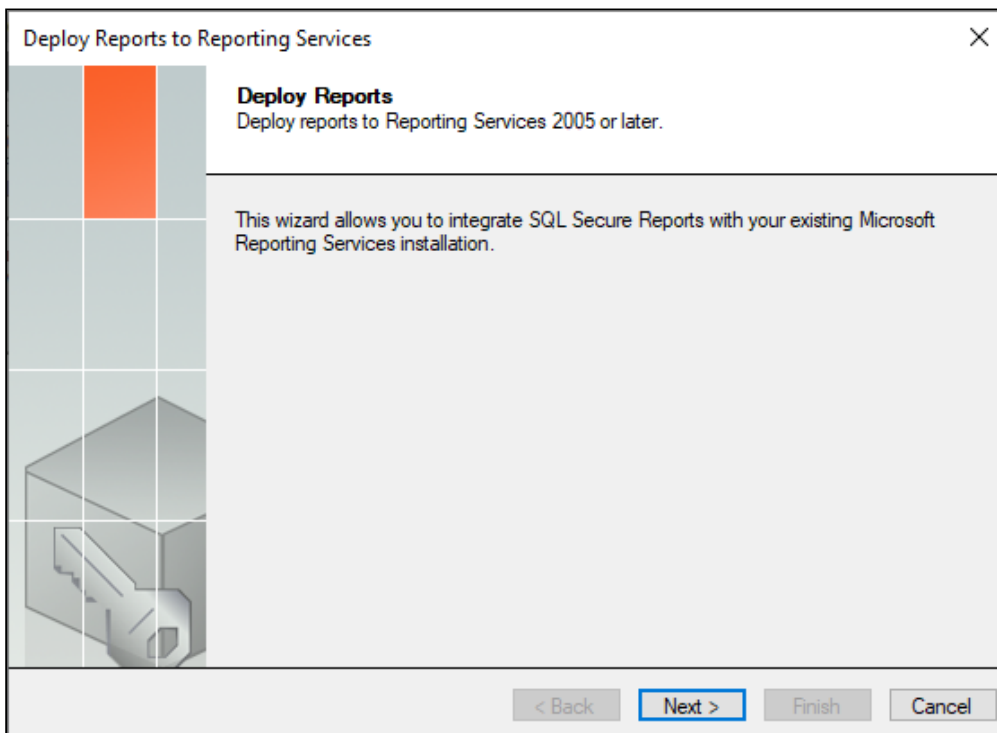 Deploy Reports to Reporting Services
Deploy Reports
Deploy reports to Reporting Services 2005 or later.
This wizard allows you to integrate SQL Secure Reports with your existing Microsoft
Reporting Services installation.
< Back
Next >
Finish
Cancel